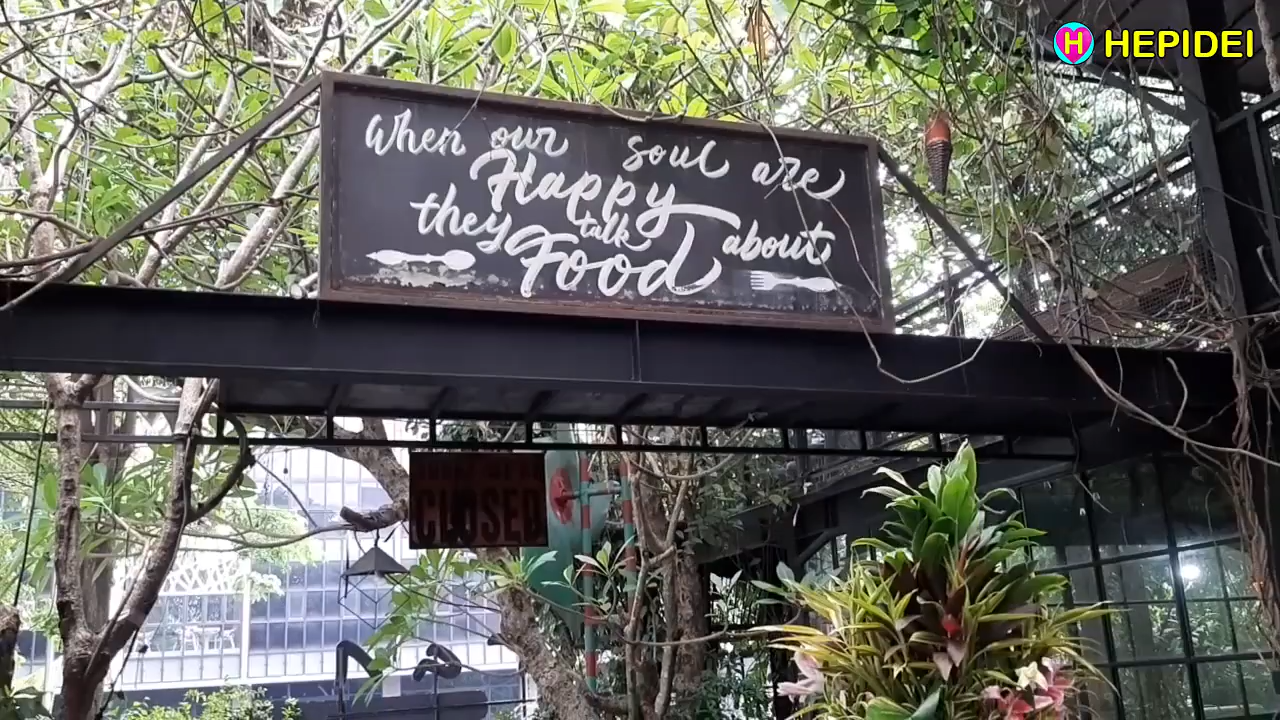 H HEPIDEI
When our soul are
Happy
they talk about
Food
CLOSED